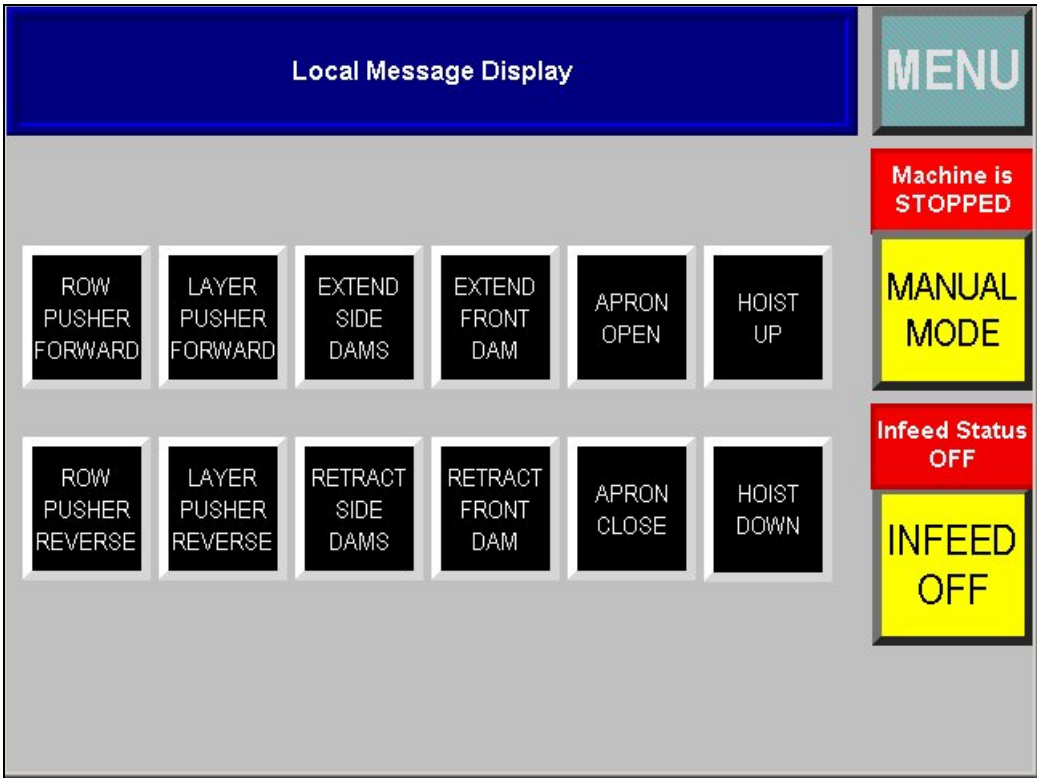 Local Message Display
MENU
Machine is
STOPPED
ROW
PUSHER
FORWARD
LAYER
PUSHER
FORWARD
EXTEND
SIDE
DAMS
EXTEND
FRONT
DAM
APRON
OPEN
HOIST
UP
MANUAL
MODE
Infeed Status
OFF
ROW
PUSHER
REVERSE
LAYER
PUSHER
REVERSE
RETRACT
SIDE
DAMS
RETRACT
FRONT
DAM
APRON
CLOSE
HOIST
DOWN
INFEED
OFF